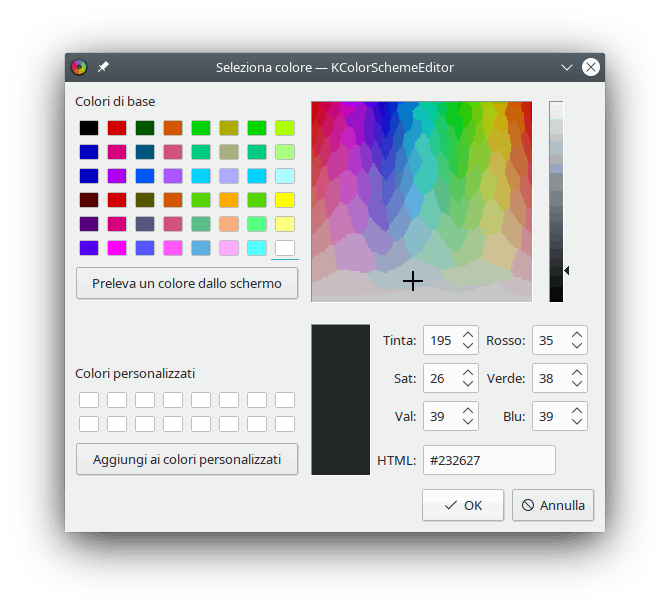 Seleziona colore — KColorSchemeEditor
Colori di base
Preleva un colore dallo schermo
Colori personalizzati
Aggiungi ai colori personalizzati
Tinta: 195 Rosso: 35
Sat: 26 Verde: 38
Val: 39 Blu: 39
HTML: #232627
OK Annulla